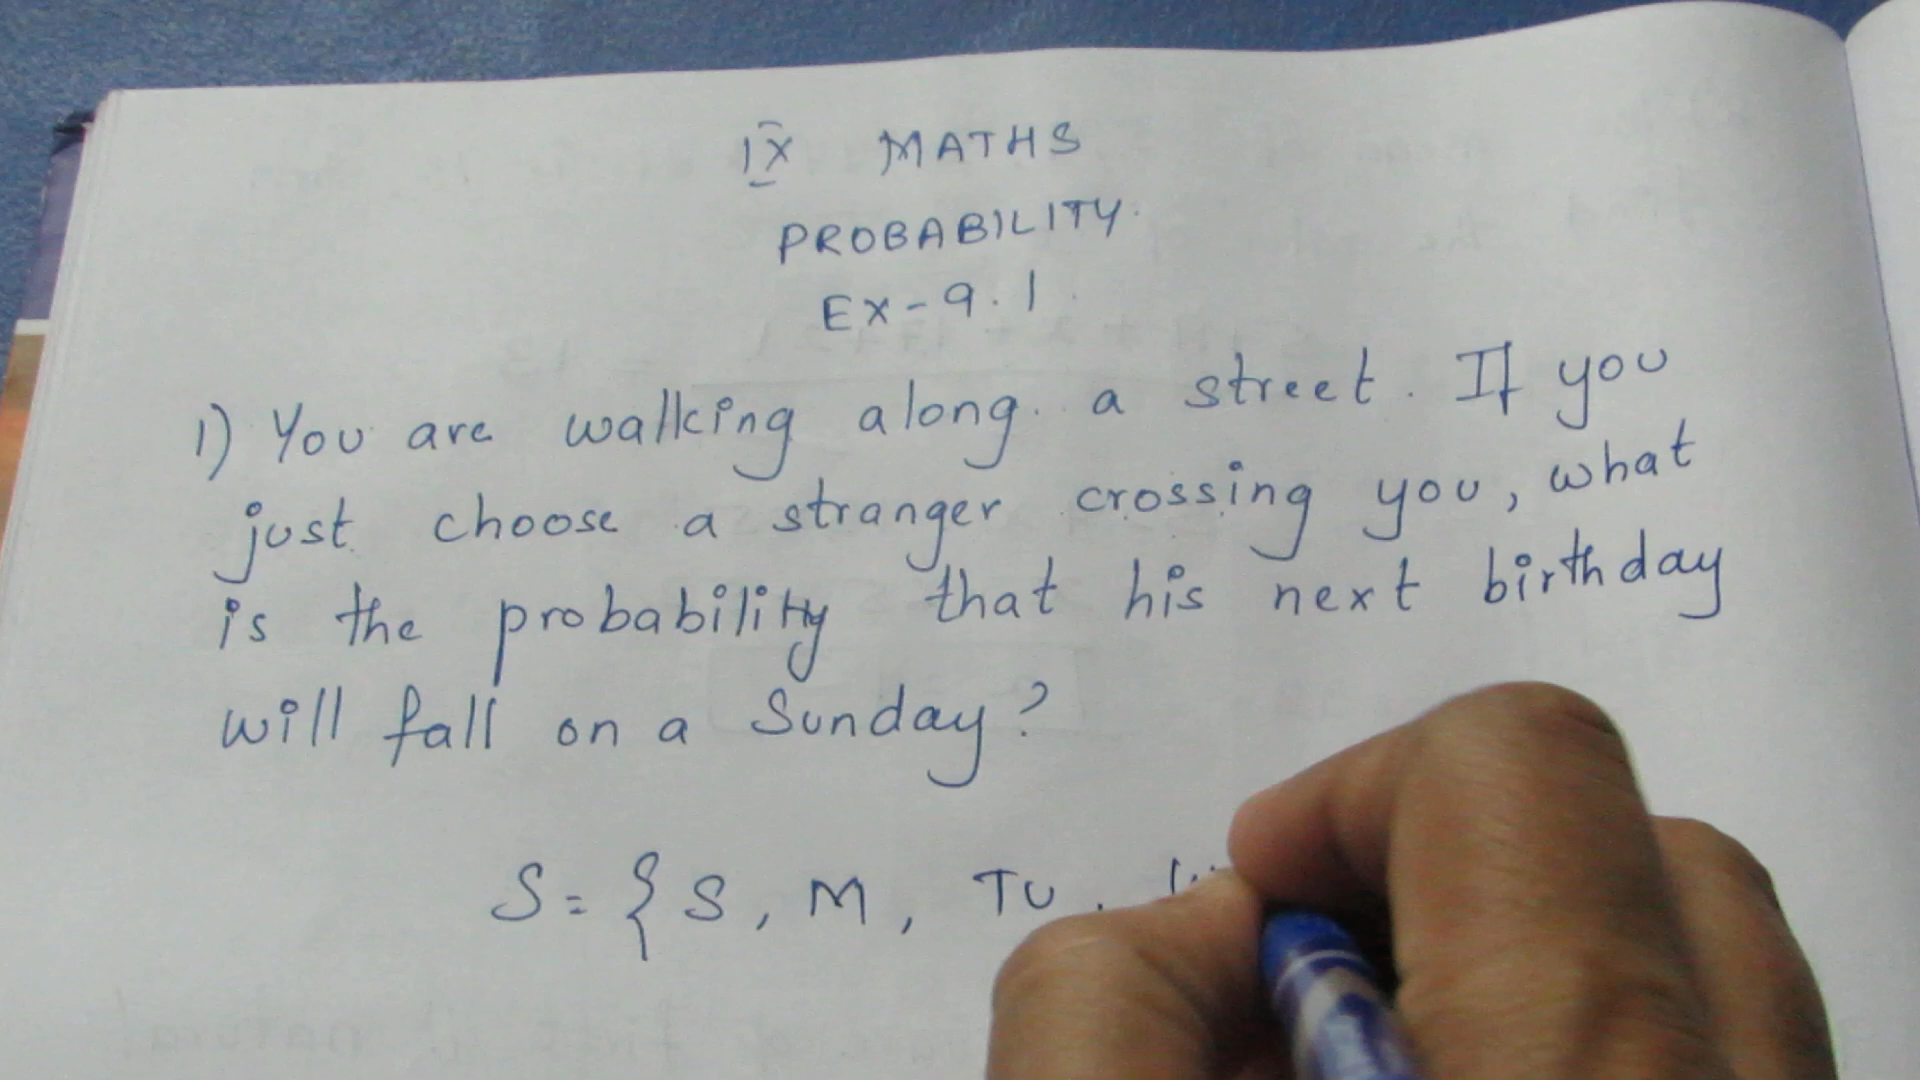 IX MATHS
PROBABILITY
EX-9.1
1) You are walking along a street. If you
just choose a stranger crossing you, what
is the probability that his next birthday
will fall on a Sunday?
S = { S, M, TU,